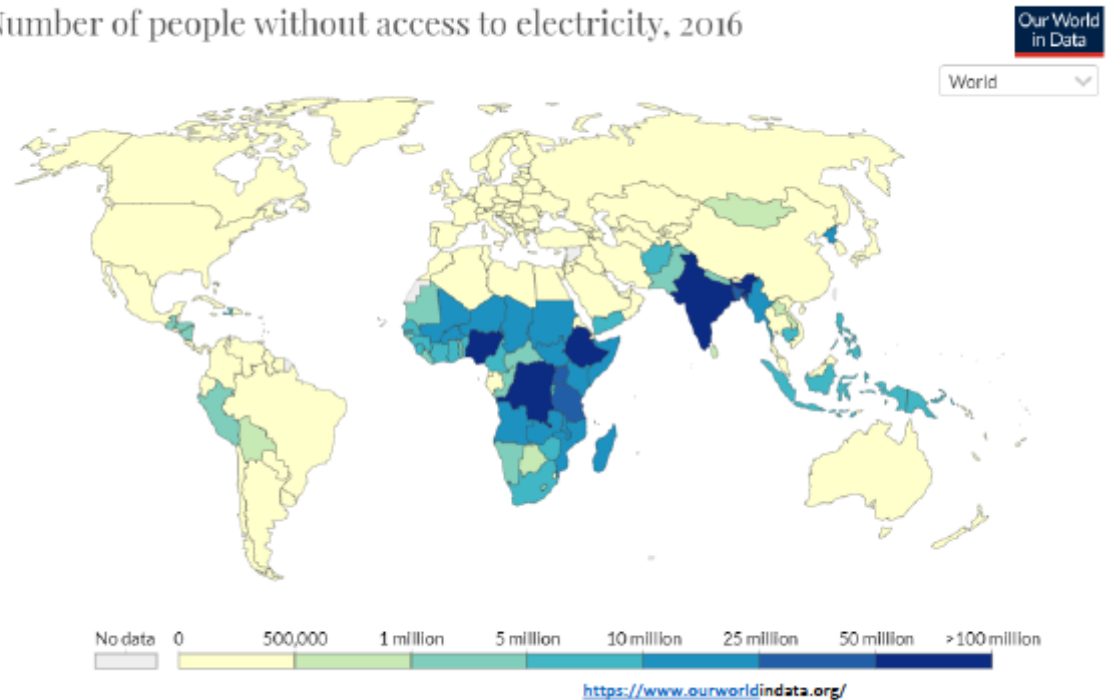 Number of people without access to electricity, 2016
Our World
in Data
World
No data 0 500,000 1 million 5 million 10 million 25 million 50 million >100 million
https://www.ourworldindata.org/